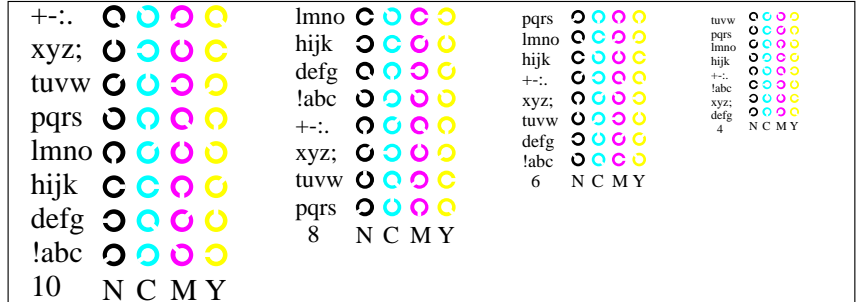 +-:.
xyz;
tuvw
pqrs
lmno
hijk
defg
!abc
10 N C M Y
lmno
hijk
defg
!abc
+-:.
xyz;
tuvw
pqrs
8 N C M Y
pqrs
lmno
hijk
+-:.
xyz;
tuvw
defg
!abc
6 N C M Y
tuvw
pqrs
lmno
hijk
+-:.
!abc
xyz;
defg
4 N C M Y